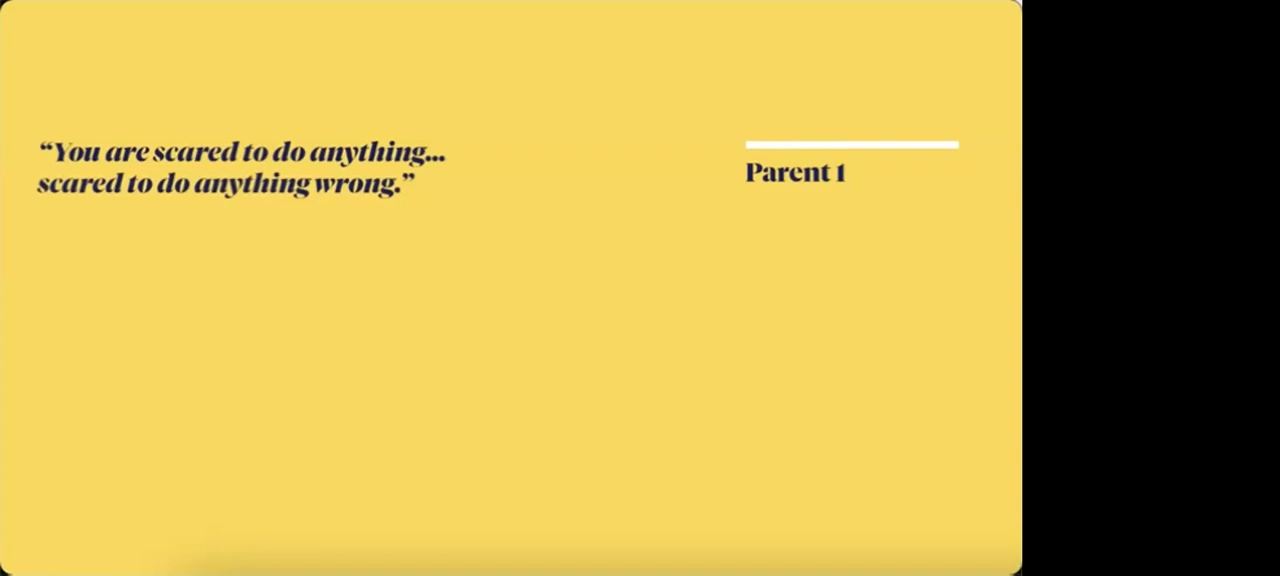 “You are scared to do anything...
scared to do anything wrong.”
Parent 1